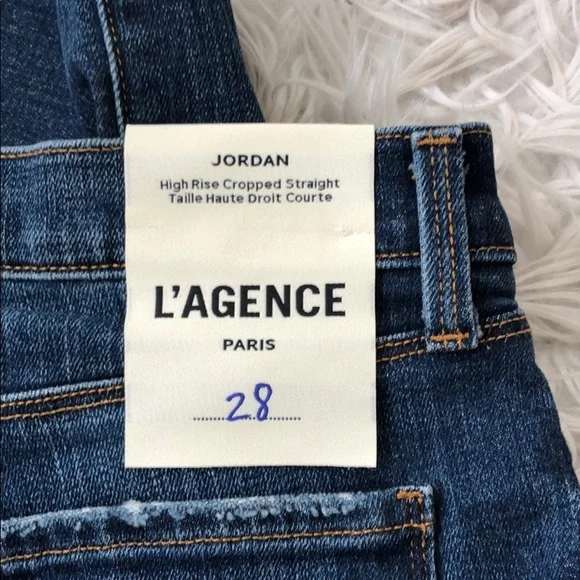 JORDAN
High Rise Cropped Straight
Taille Haute Droit Courte
L'AGENCE
PARIS
28